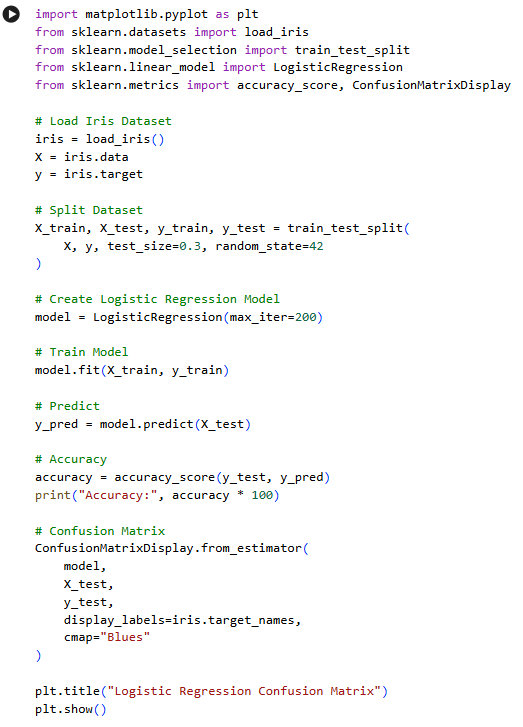 import matplotlib.pyplot as plt
from sklearn.datasets import load_iris
from sklearn.model_selection import train_test_split
from sklearn.linear_model import LogisticRegression
from sklearn.metrics import accuracy_score, ConfusionMatrixDisplay

# Load Iris Dataset
iris = load_iris()
X = iris.data
y = iris.target

# Split Dataset
X_train, X_test, y_train, y_test = train_test_split(
    X, y, test_size=0.3, random_state=42
)

# Create Logistic Regression Model
model = LogisticRegression(max_iter=200)

# Train Model
model.fit(X_train, y_train)

# Predict
y_pred = model.predict(X_test)

# Accuracy
accuracy = accuracy_score(y_test, y_pred)
print("Accuracy:", accuracy * 100)

# Confusion Matrix
ConfusionMatrixDisplay.from_estimator(
    model,
    X_test,
    y_test,
    display_labels=iris.target_names,
    cmap="Blues"
)

plt.title("Logistic Regression Confusion Matrix")
plt.show()